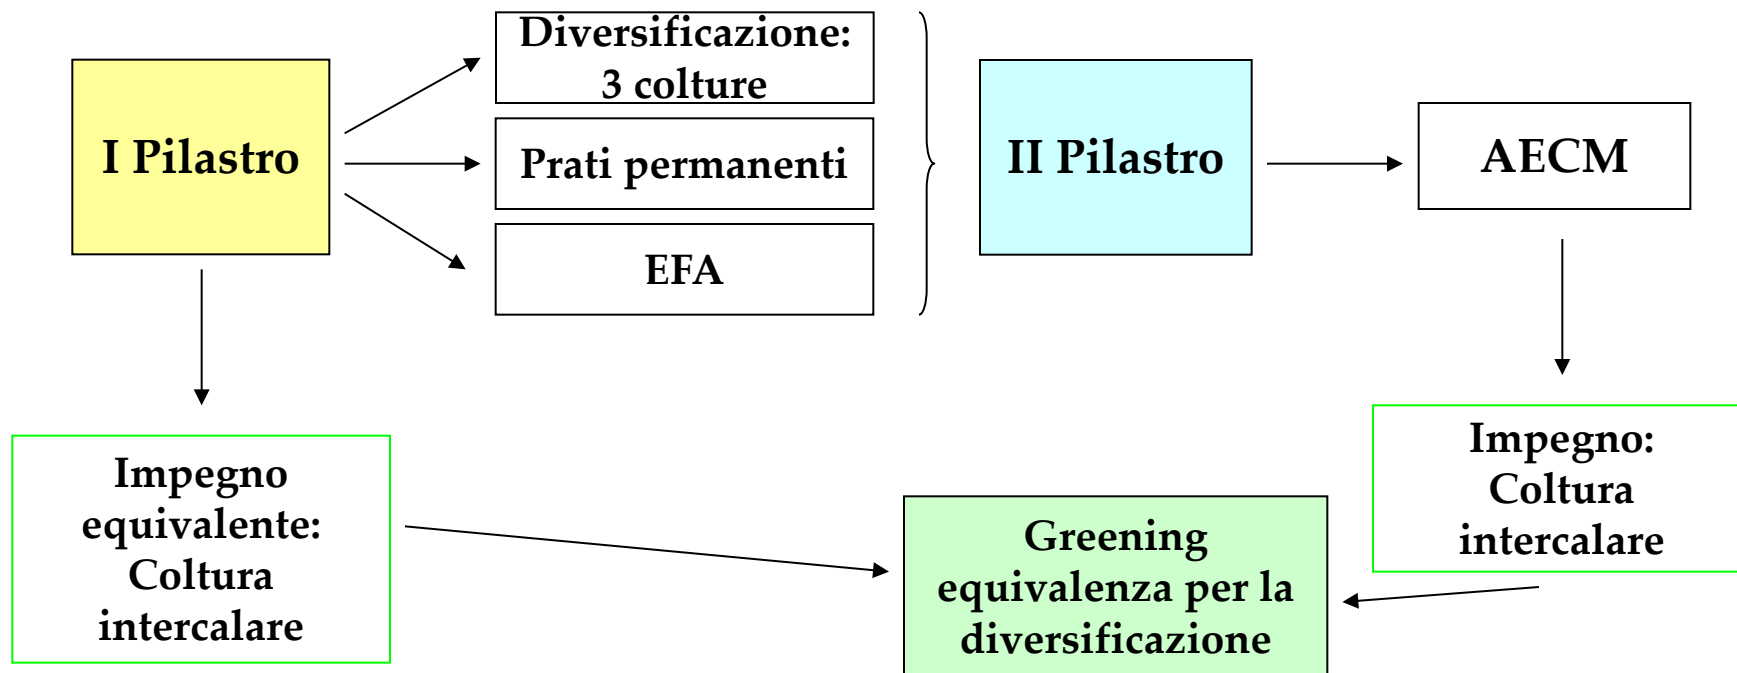 Diversificazione:
3 colture
I Pilastro
Prati permanenti
EFA
II Pilastro
AECM
Impegno
equivalente:
Coltura
intercalare
Greening
equivalenza per la
diversificazione
Impegno:
Coltura
intercalare